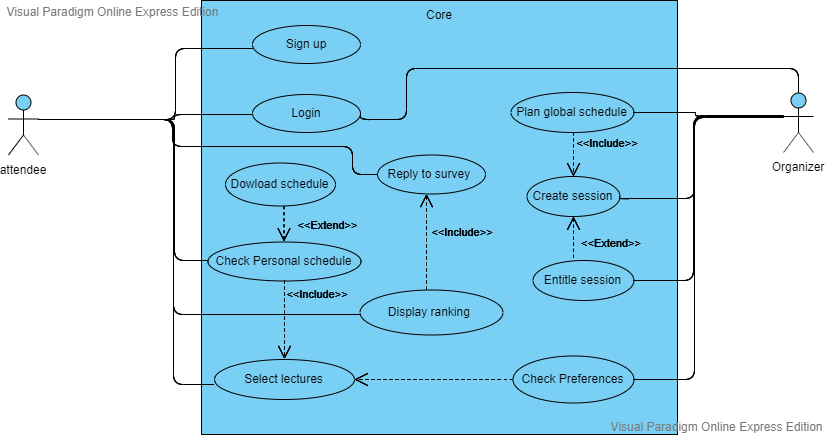 Visual Paradigm Online Express Edition
Core
Sign up
Login
Plan global schedule
<<Include>>
attendee
Organizer
Dowload schedule
Reply to survey
Create session
<<Extend>>
<<Include>>
<<Extend>>
Check Personal schedule
Entitle session
<<Include>>
Display ranking
Select lectures
Check Preferences
Visual Paradigm Online Express Edition